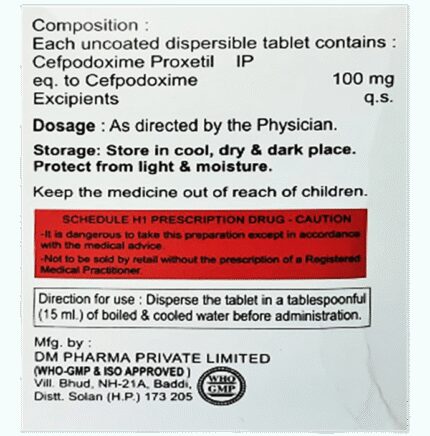 Composition :
Each uncoated dispersible tablet contains :
Cefpodoxime Proxetil IP
eq. to Cefpodoxime 100 mg
Excipients q.s.
Dosage : As directed by the Physician.
Storage: Store in cool, dry & dark place.
Protect from light & moisture.
Keep the medicine out of reach of children.
SCHEDULE H1 PRESCRIPTION DRUG - CAUTION
-It is dangerous to take this preparation except in accordance
with the medical advice.
-Not to be sold by retail without the prescription of a Registered
Medical Practitioner.
Direction for use : Disperse the tablet in a tablespoonful
(15 ml.) of boiled & cooled water before administration.
Mfg. by :
DM PHARMA PRIVATE LIMITED
(WHO-GMP & ISO APPROVED)
Vill. Bhud, NH-21A, Baddi,
Distt. Solan (H.P.) 173 205
WHO
GMP